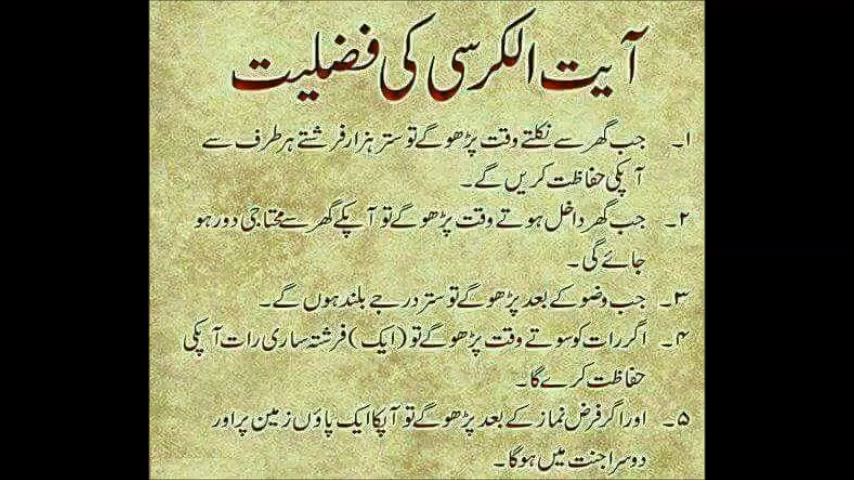 آیت الکرسی کی فضلیت
۱۔ جب گھر سے نکلتے وقت پڑھو گے تو ستر ہزار فرشتے ہر طرف سے
آپکی حفاظت کریں گے۔
۲۔ جب گھر داخل ہوتے وقت پڑھو گے تو آپکے گھر سے محتاجی دور ہو
جائے گی۔
۳۔ جب وضو کے بعد پڑھو گے تو ستر درجے بلند ہوں گے۔
۴۔ اگر رات کو سوتے وقت پڑھو گے تو (ایک) فرشتہ ساری رات آپکی
حفاظت کرے گا۔
۵۔ اور اگر فرض نماز کے بعد پڑھو گے تو آپکا ایک پاؤں زمین پر اور
دوسرا جنت میں ہوگا۔